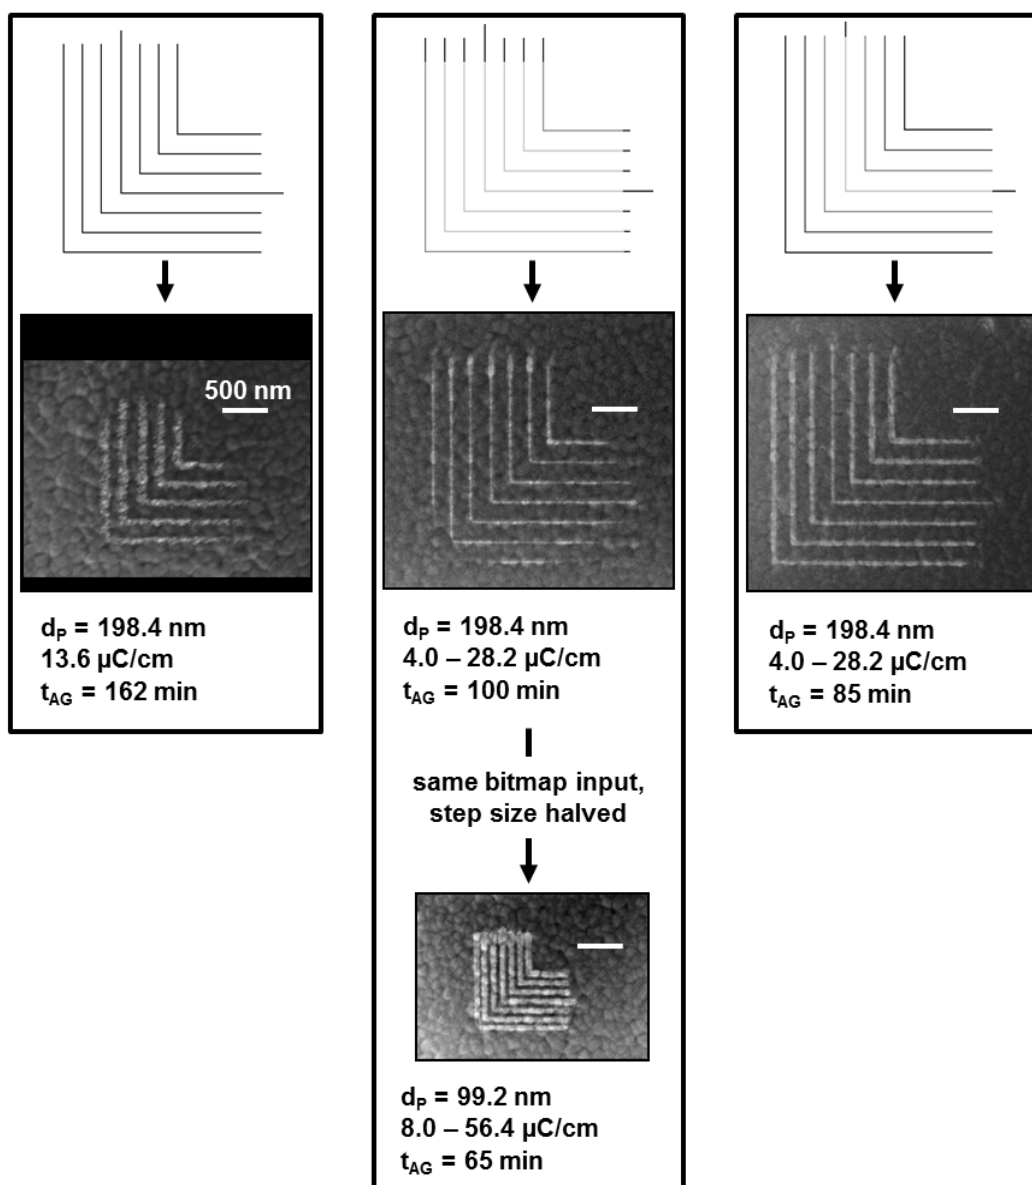 500 nm
dP = 198.4 nm
13.6 µC/cm
tAG = 162 min
dP = 198.4 nm
4.0 – 28.2 µC/cm
tAG = 100 min
same bitmap input,
step size halved
dP = 99.2 nm
8.0 – 56.4 µC/cm
tAG = 65 min
dP = 198.4 nm
4.0 – 28.2 µC/cm
tAG = 85 min